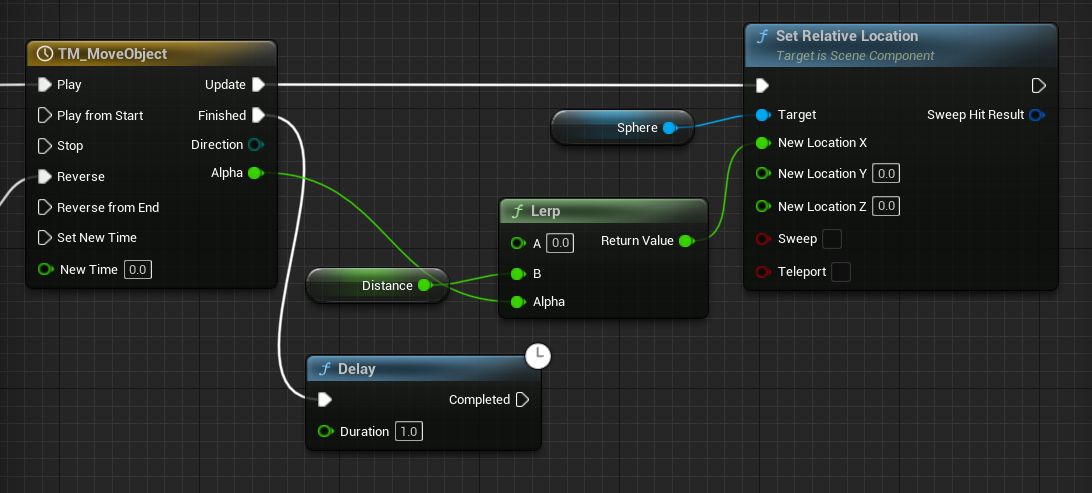 TM_MoveObject
Play
Update
Play from Start
Finished
Stop
Direction
Reverse
Alpha
Reverse from End
Set New Time
New Time 0.0
Set Relative Location
Target is Scene Component
Target
Sweep Hit Result
New Location X
New Location Y 0.0
New Location Z 0.0
Sweep
Teleport
Sphere
Lerp
A 0.0
Return Value
B
Alpha
Distance
Delay
Completed
Duration 1.0